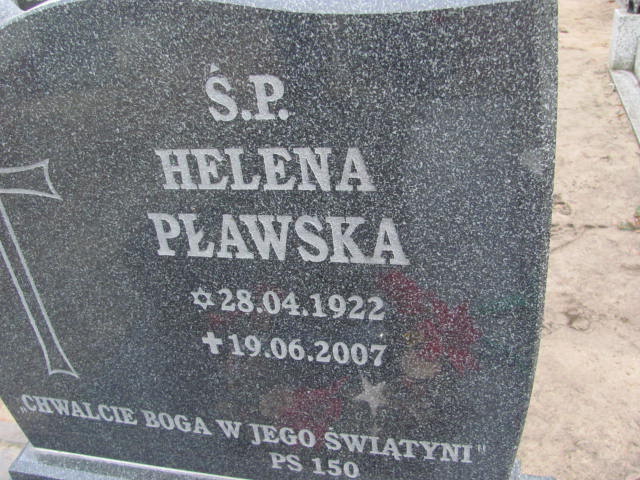 Ś.P.
HELENA
PŁAWSKA
✡28.04.1922
✝19.06.2007
„CHWALCIE BOGA W JEGO ŚWIĄTYNI"
PS 150